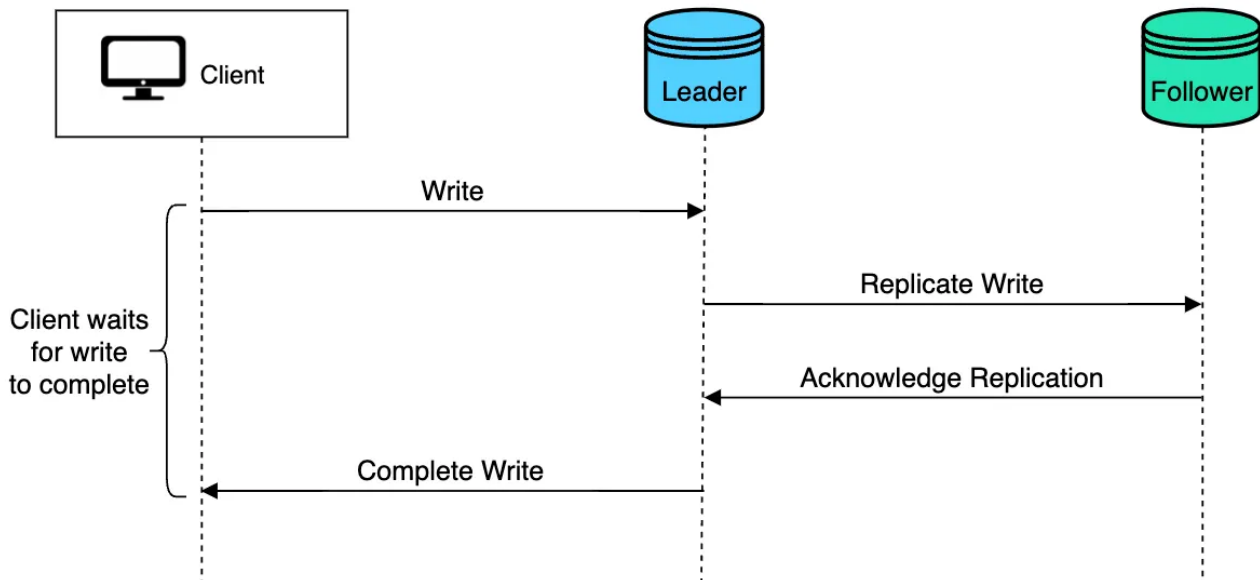 Client
Leader
Follower
Write
Replicate Write
Client waits
for write
to complete
Acknowledge Replication
Complete Write